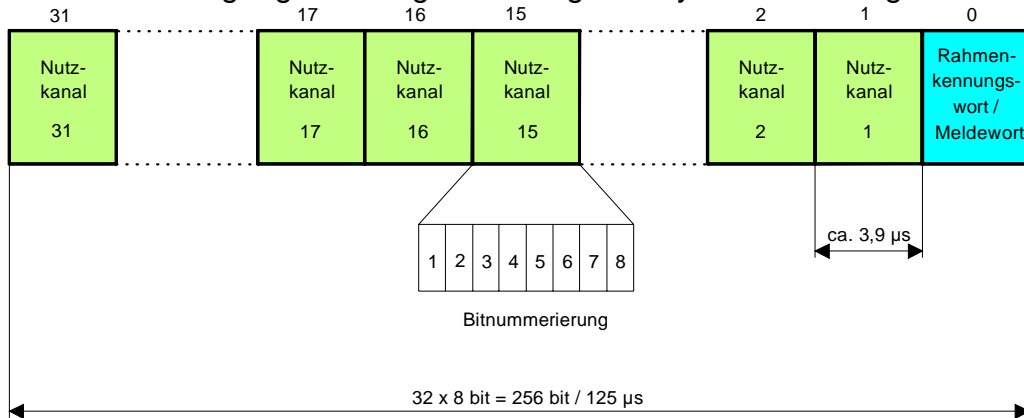 31 17 16 15 2 1 0
Nutz-
kanal
31
Nutz-
kanal
17
Nutz-
kanal
16
Nutz-
kanal
15
Nutz-
kanal
2
Nutz-
kanal
1
Rahmen-
kennungs-
wort /
Meldewort
ca. 3,9 µs
1 2 3 4 5 6 7 8
Bitnummerierung
32 x 8 bit = 256 bit / 125 µs